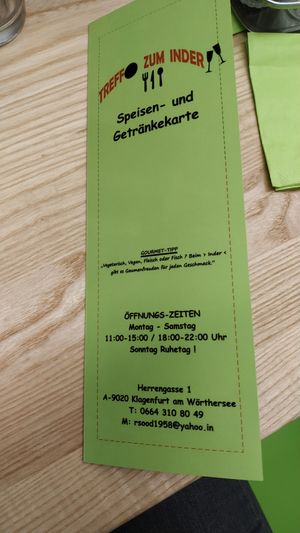 TREFF ZUM INDER
Speisen- und
Getränkekarte
GOURMET-TIPP
„Vegetarisch, Vegan, Fleisch oder Fisch ? Beim > Inder <
gibt es Gaumenfreuden für jeden Geschmack."
ÖFFNUNGS-ZEITEN
Montag - Samstag
11:00-15:00 / 18:00-22:00 Uhr
Sonntag Ruhetag !
Herrengasse 1
A-9020 Klagenfurt am Wörthersee
T: 0664 310 80 49
M: rsood1958@yahoo.in